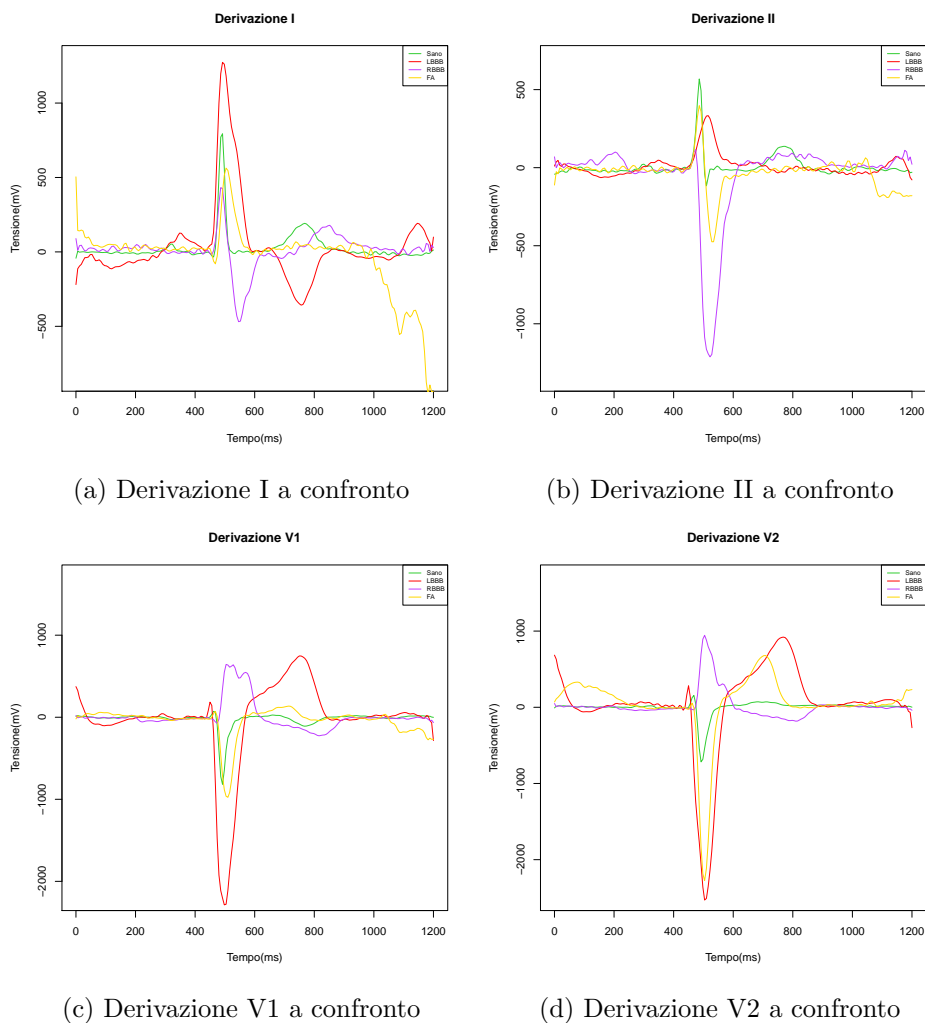 Derivazione I
Tensione(mV)
1000
500
0
−500
0 200 400 600 800 1000 1200
Tempo(ms)
Sano
LBBB
RBBB
FA
(a) Derivazione I a confronto
Derivazione II
Tensione(mV)
500
0
−500
−1000
0 200 400 600 800 1000 1200
Tempo(ms)
Sano
LBBB
RBBB
FA
(b) Derivazione II a confronto
Derivazione V1
Tensione(mV)
1000
0
−1000
−2000
0 200 400 600 800 1000 1200
Tempo(ms)
Sano
LBBB
RBBB
FA
(c) Derivazione V1 a confronto
Derivazione V2
Tensione(mV)
1000
0
−1000
−2000
0 200 400 600 800 1000 1200
Tempo(ms)
Sano
LBBB
RBBB
FA
(d) Derivazione V2 a confronto